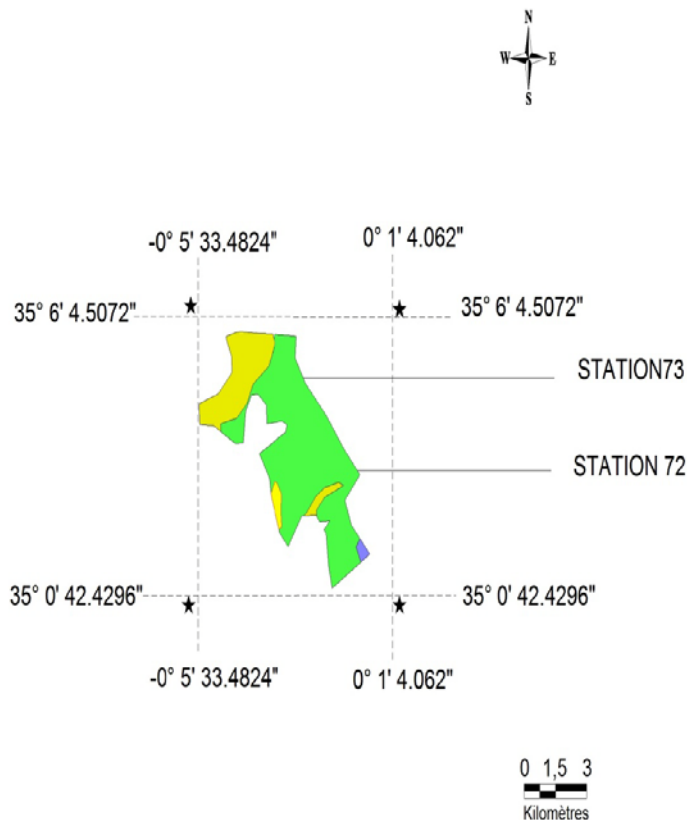 N
W E
S
-0° 5' 33.4824" 0° 1' 4.062"
35° 6' 4.5072" 35° 6' 4.5072"
STATION73
STATION 72
35° 0' 42.4296" 35° 0' 42.4296"
-0° 5' 33.4824" 0° 1' 4.062"
0 1,5 3
Kilomètres